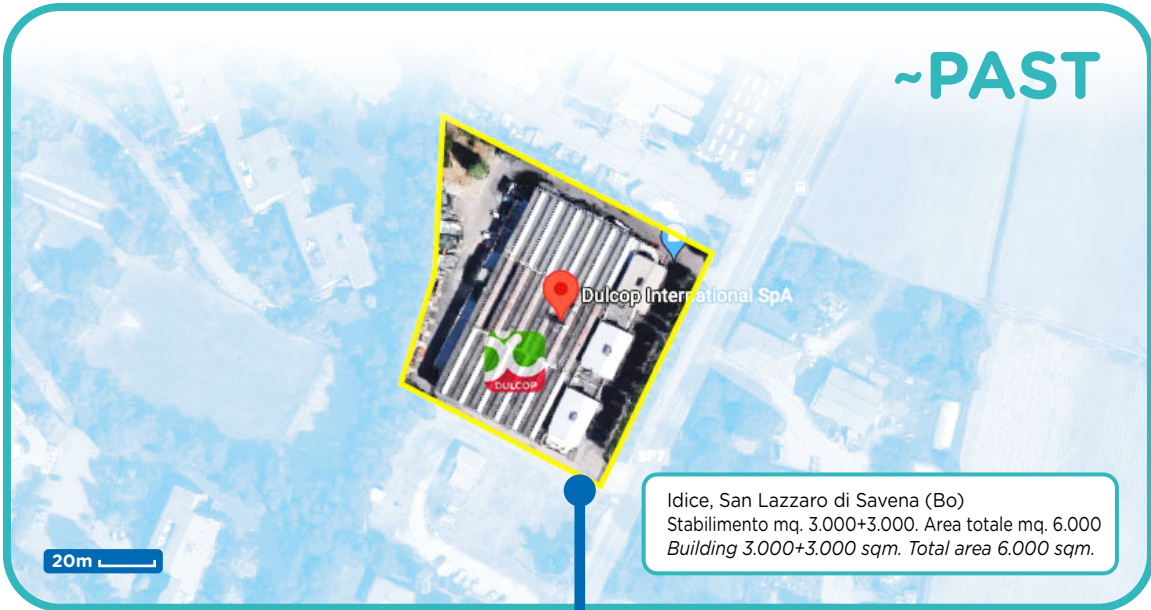 ~PAST
Dulcop International SpA
DULCOP
SP7
Idice, San Lazzaro di Savena (Bo)
Stabilimento mq. 3.000+3.000. Area totale mq. 6.000
Building 3.000+3.000 sqm. Total area 6.000 sqm.
20m